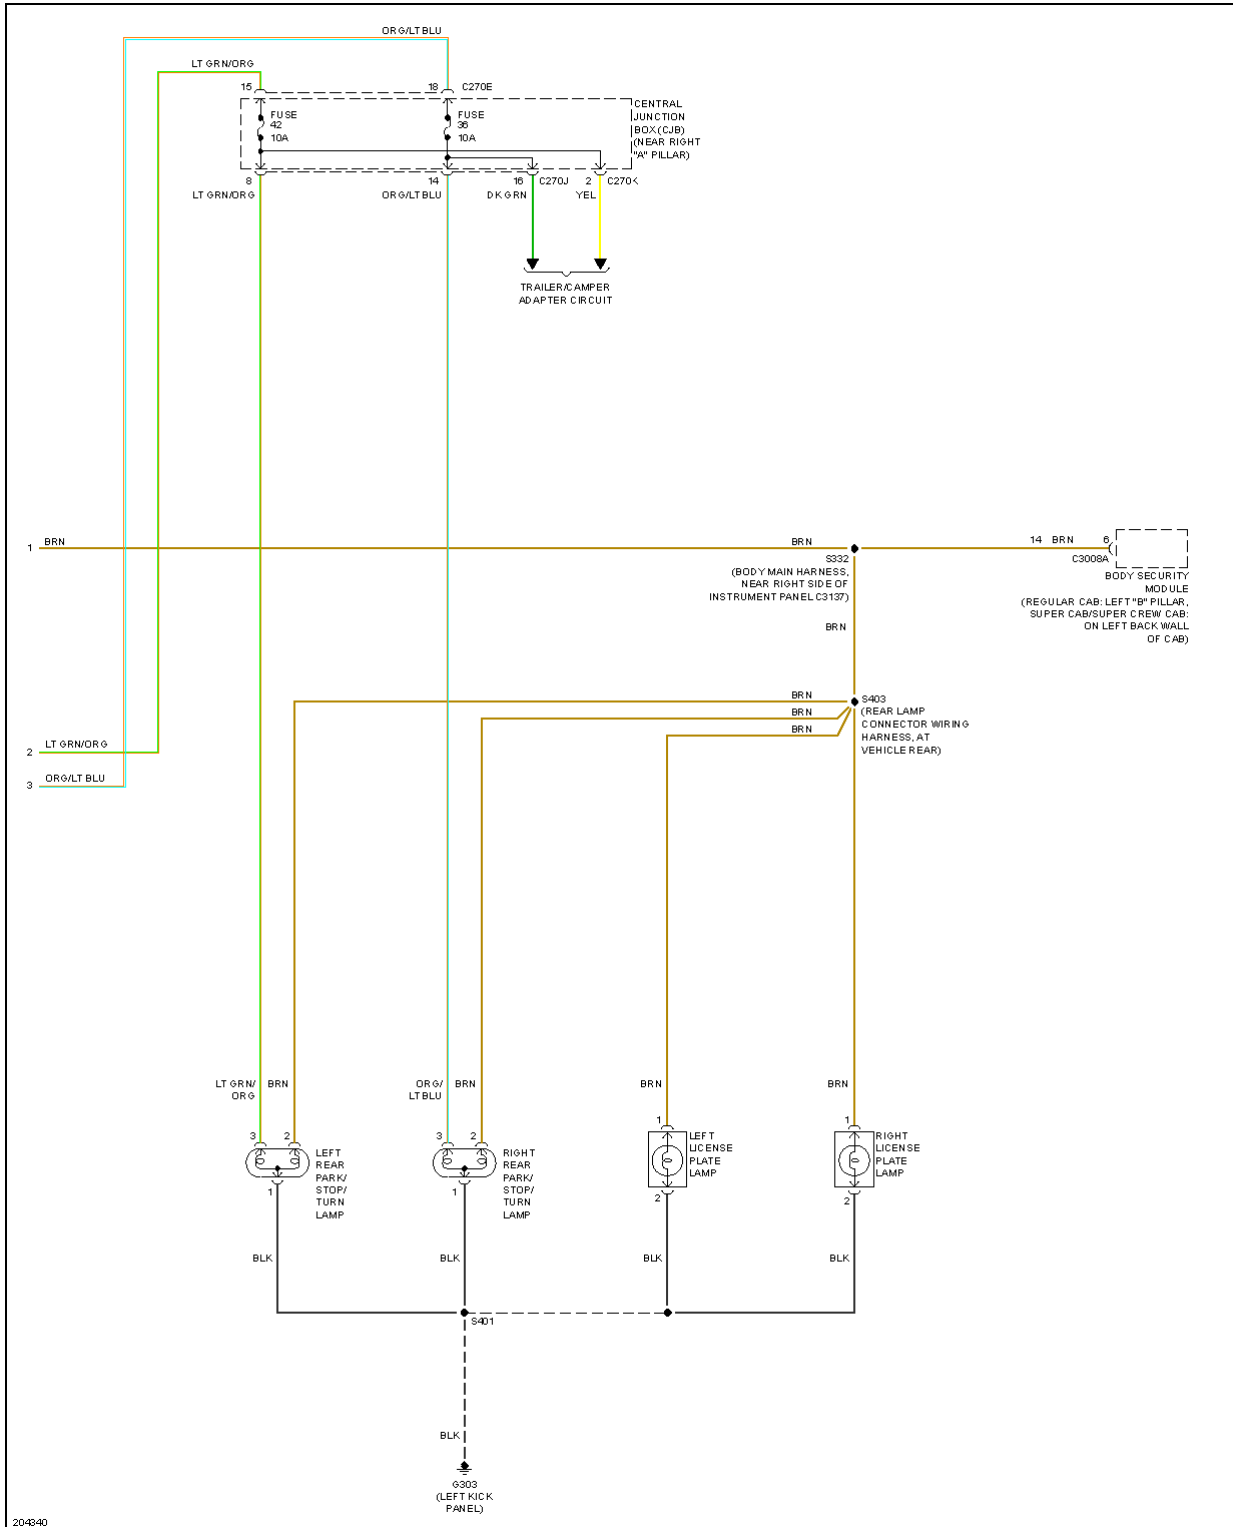 ORG/LT BLU
LT GRN/ORG
15
18
C270E
FUSE
42
10A
FUSE
36
10A
CENTRAL
JUNCTION
BOX (CJB)
(NEAR RIGHT
"A" PILLAR)
8
14
16
C270J
2
C270K
LT GRN/ORG
ORG/LT BLU
DK GRN
YEL
TRAILER/CAMPER
ADAPTER CIRCUIT
1
BRN
BRN
14
BRN
6
S332
C3008A
(BODY MAIN HARNESS,
NEAR RIGHT SIDE OF
INSTRUMENT PANEL C3137)
BODY SECURITY
MODULE
(REGULAR CAB: LEFT "B" PILLAR,
SUPER CAB/SUPER CREW CAB:
ON LEFT BACK WALL
OF CAB)
BRN
BRN
BRN
BRN
S403
(REAR LAMP
CONNECTOR WIRING
HARNESS, AT
VEHICLE REAR)
2
LT GRN/ORG
3
ORG/LT BLU
LT GRN/
ORG
BRN
ORG/
LT BLU
BRN
BRN
BRN
3
2
3
2
1
1
LEFT
REAR
PARK/
STOP/
TURN
LAMP
RIGHT
REAR
PARK/
STOP/
TURN
LAMP
LEFT
LICENSE
PLATE
LAMP
RIGHT
LICENSE
PLATE
LAMP
1
1
2
2
BLK
BLK
BLK
BLK
S401
BLK
G303
(LEFT KICK
PANEL)
204340